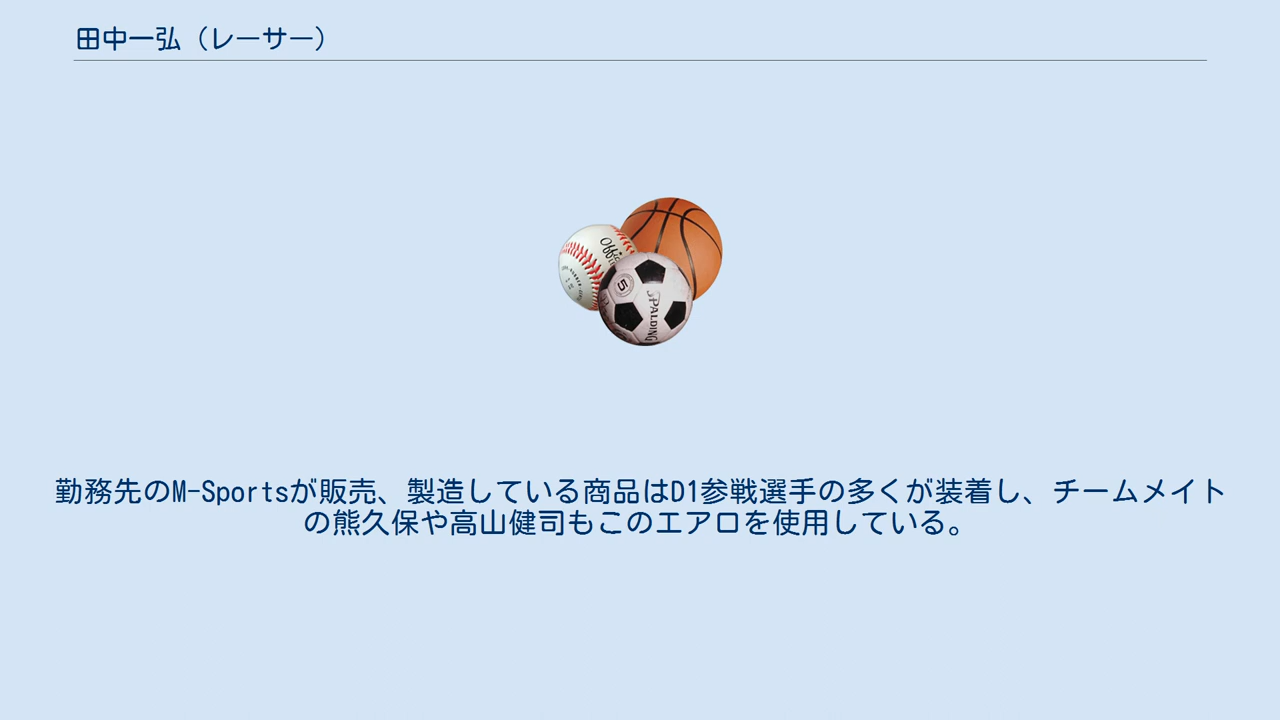 田中一弘（レーサー）
Offic
5
SPALDING
勤務先のM-Sportsが販売、製造している商品はD1参戦選手の多くが装着し、チームメイト
の熊久保や高山健司もこのエアロを使用している。